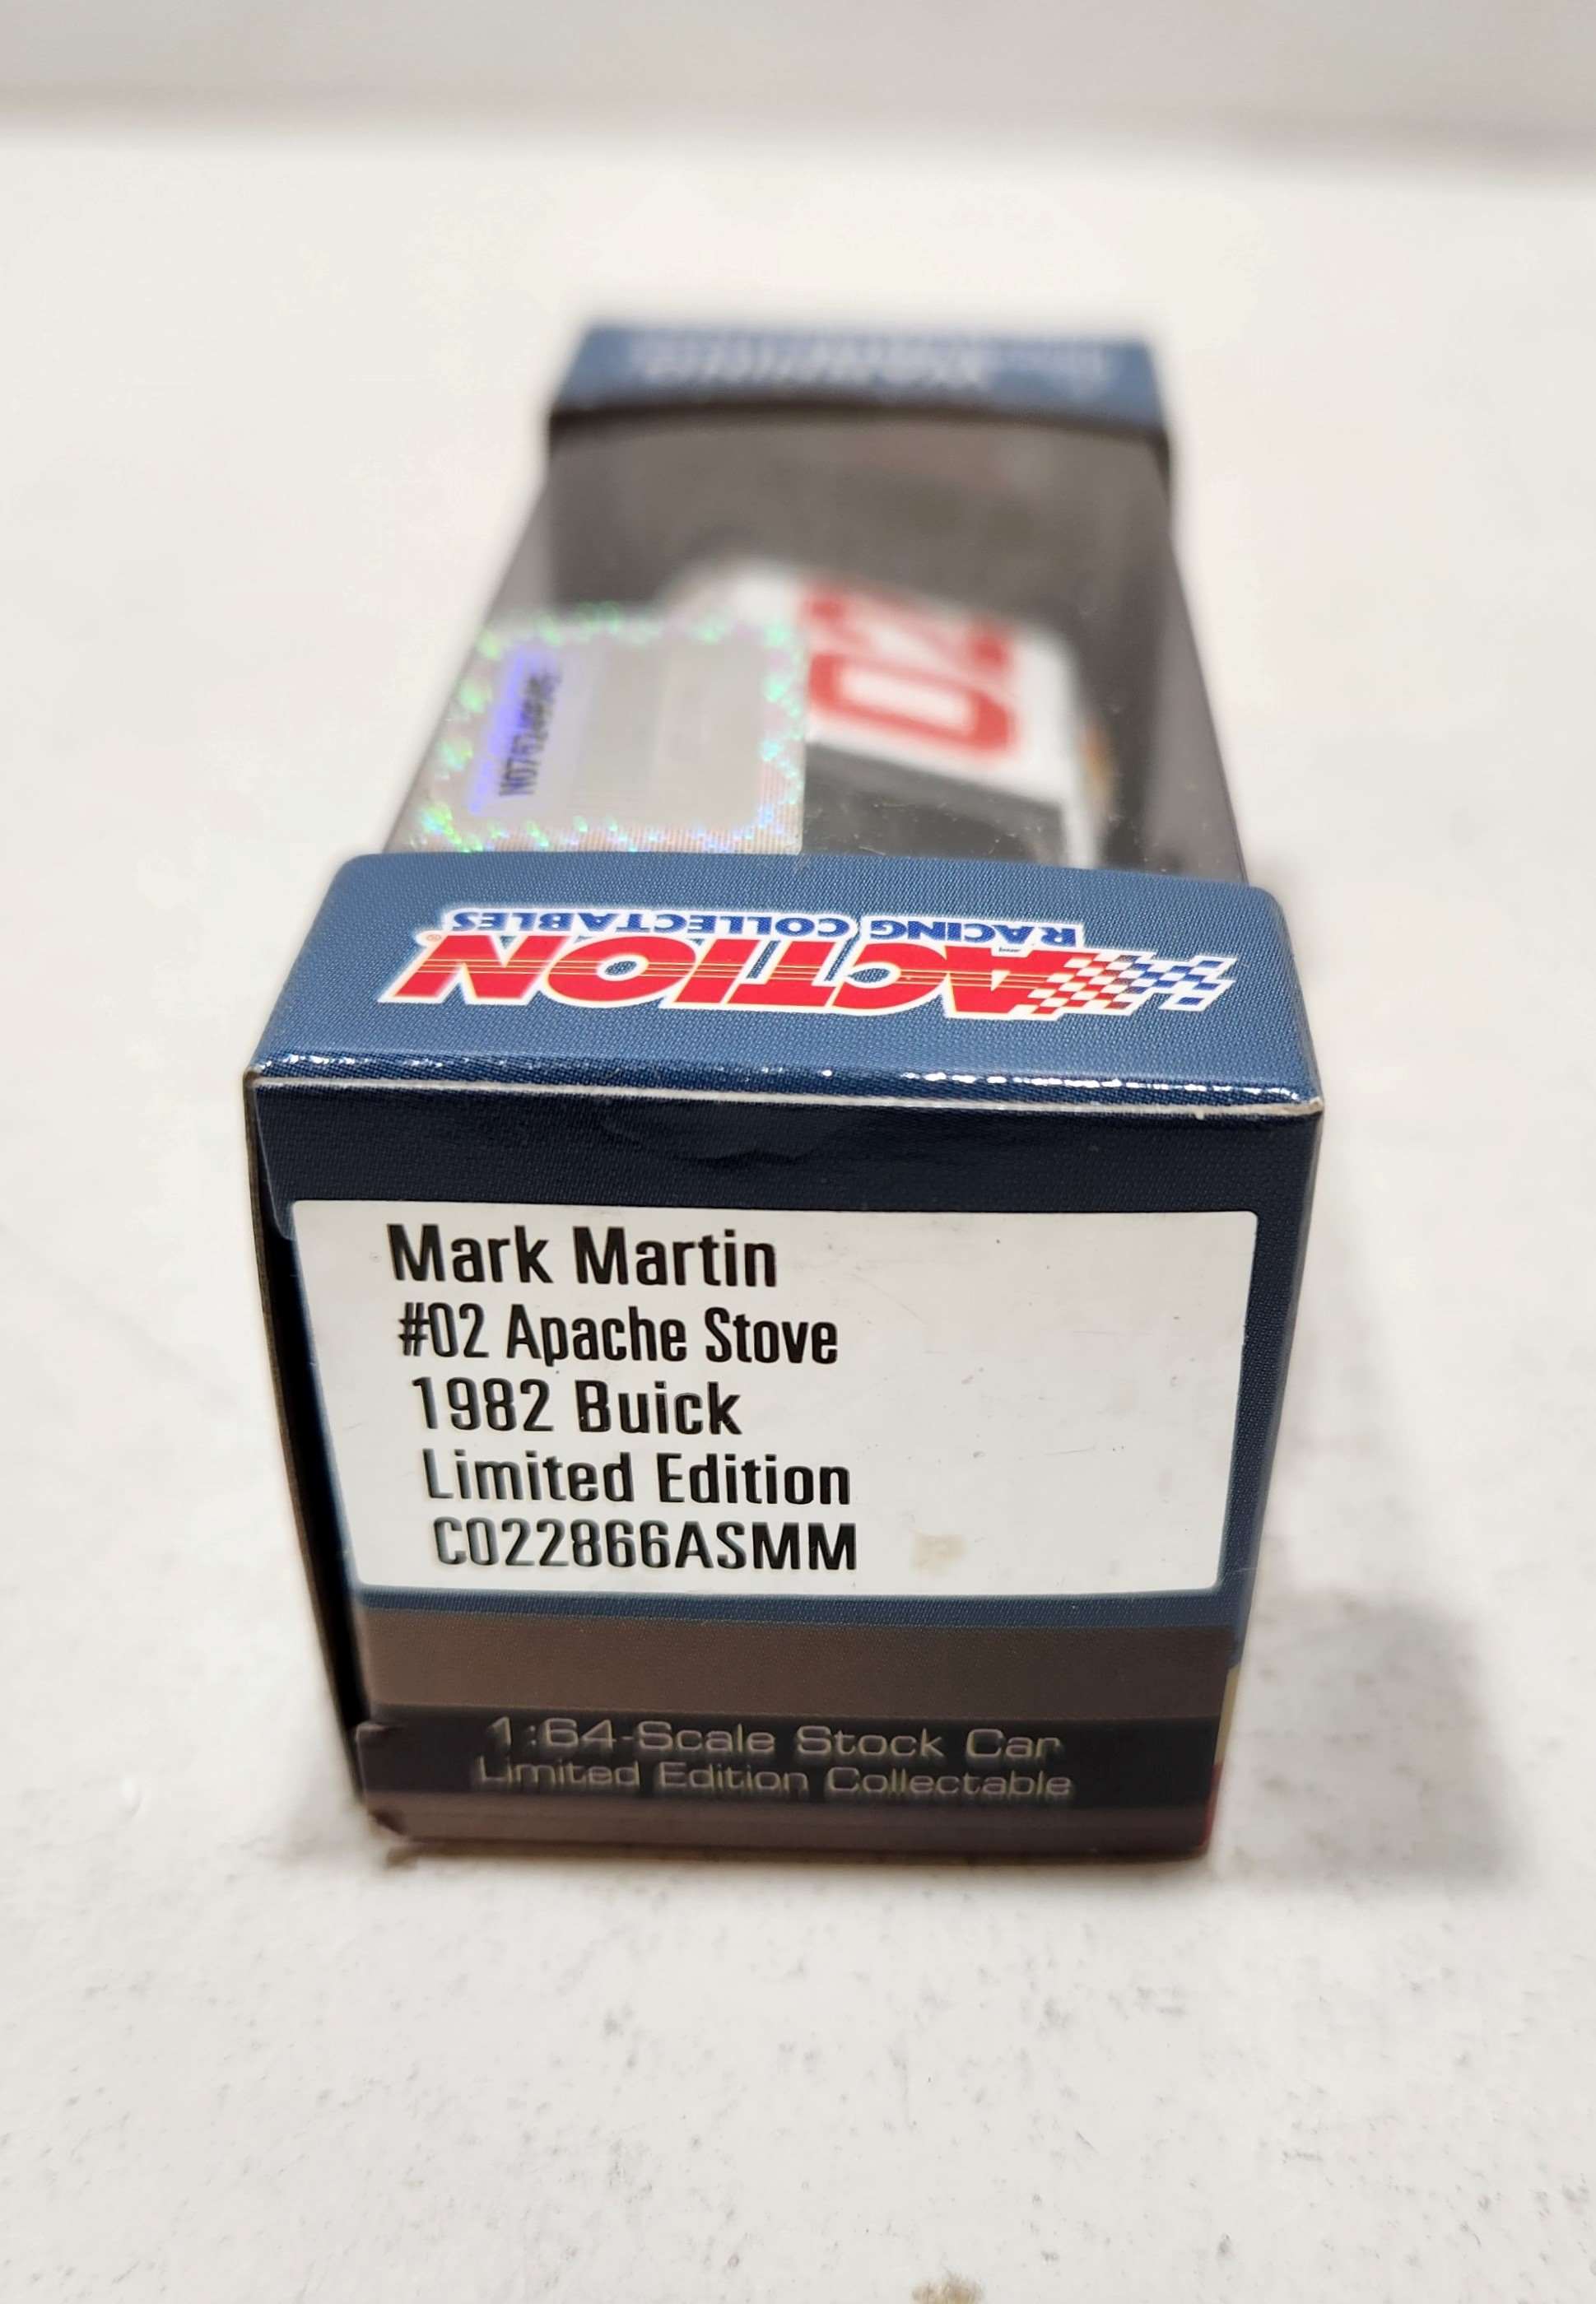 02
ACTION®
RACING COLLECTABLES
Mark Martin
#02 Apache Stove
1982 Buick
Limited Edition
C022866ASMM
1:64-Scale Stock Car
Limited Edition Collectable